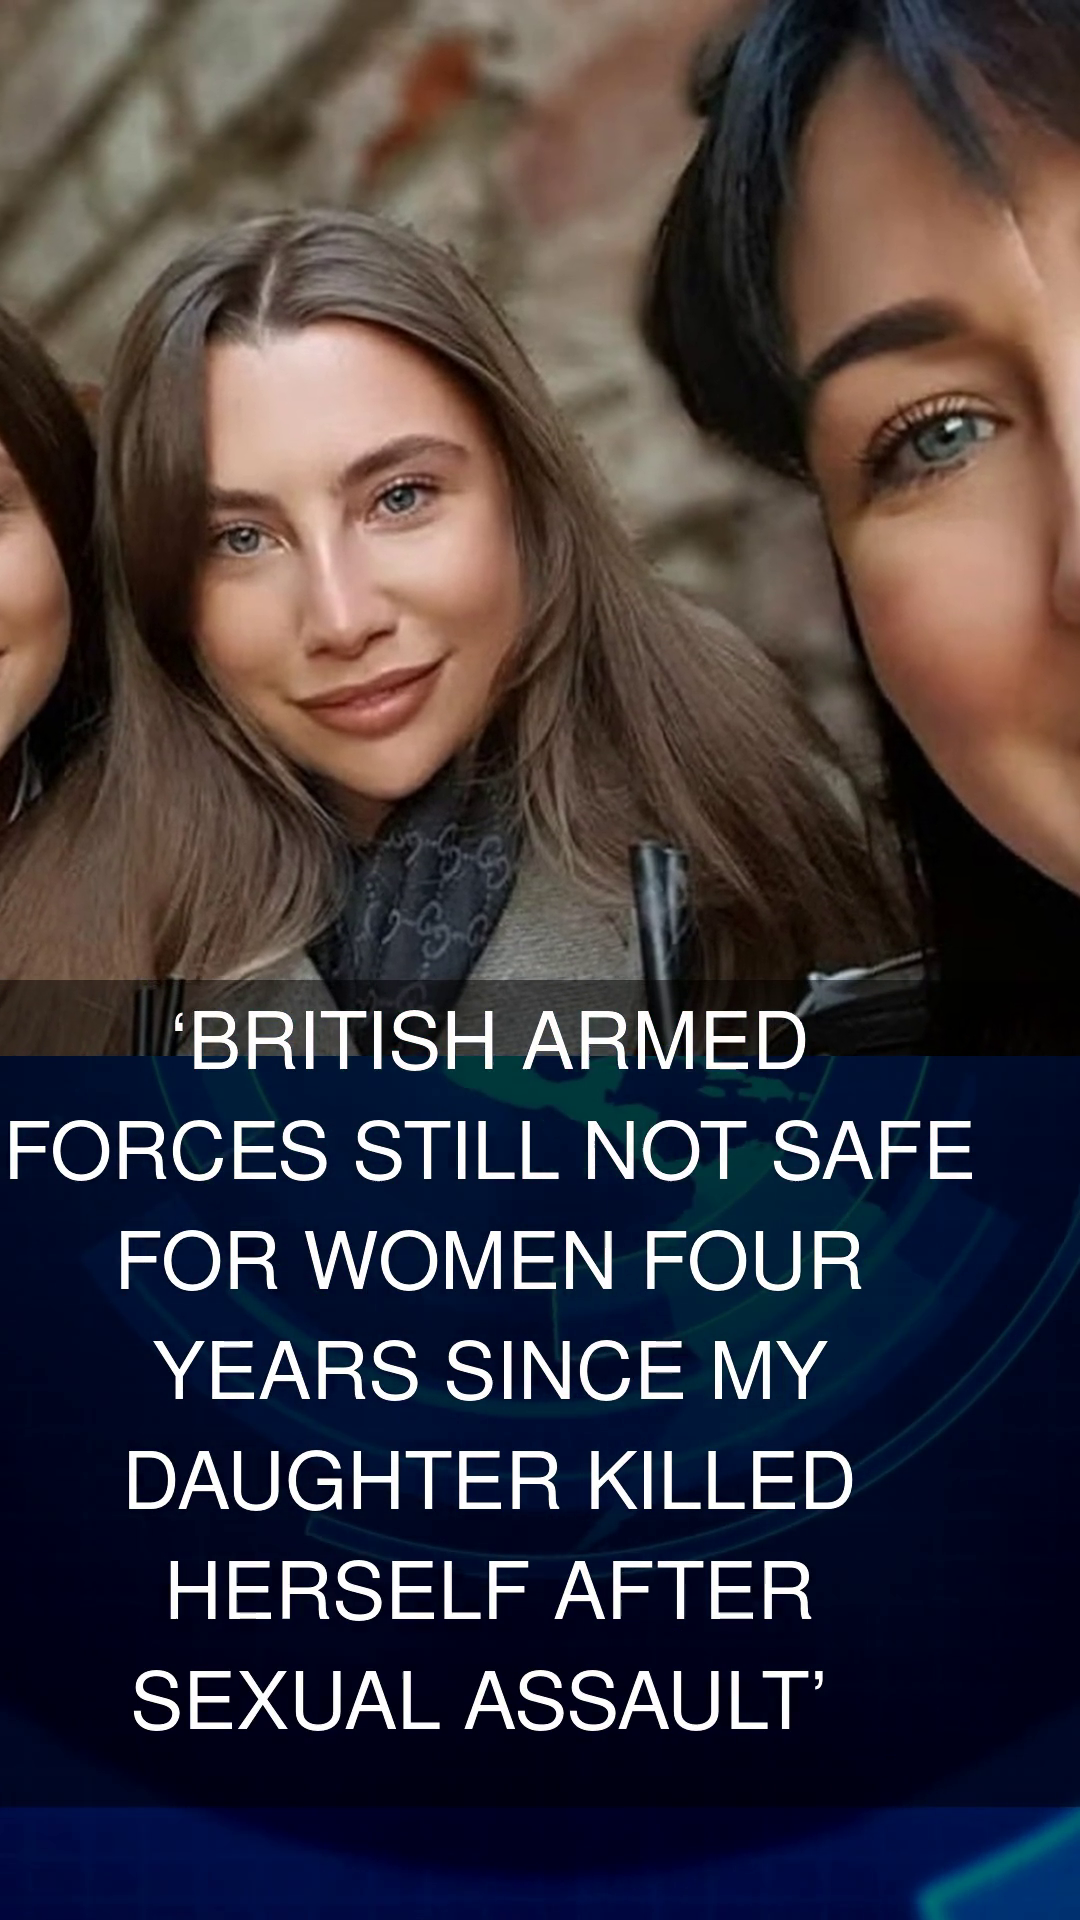 ‘BRITISH ARMED
FORCES STILL NOT SAFE
FOR WOMEN FOUR
YEARS SINCE MY
DAUGHTER KILLED
HERSELF AFTER
SEXUAL ASSAULT’